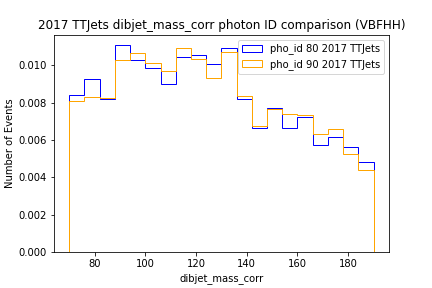 2017 TTJets dibjet_mass_corr photon ID comparison (VBFHH)
pho_id 80 2017 TTJets
pho_id 90 2017 TTJets
Number of Events
0.010
0.008
0.006
0.004
0.002
0.000
80 100 120 140 160 180
dibjet_mass_corr